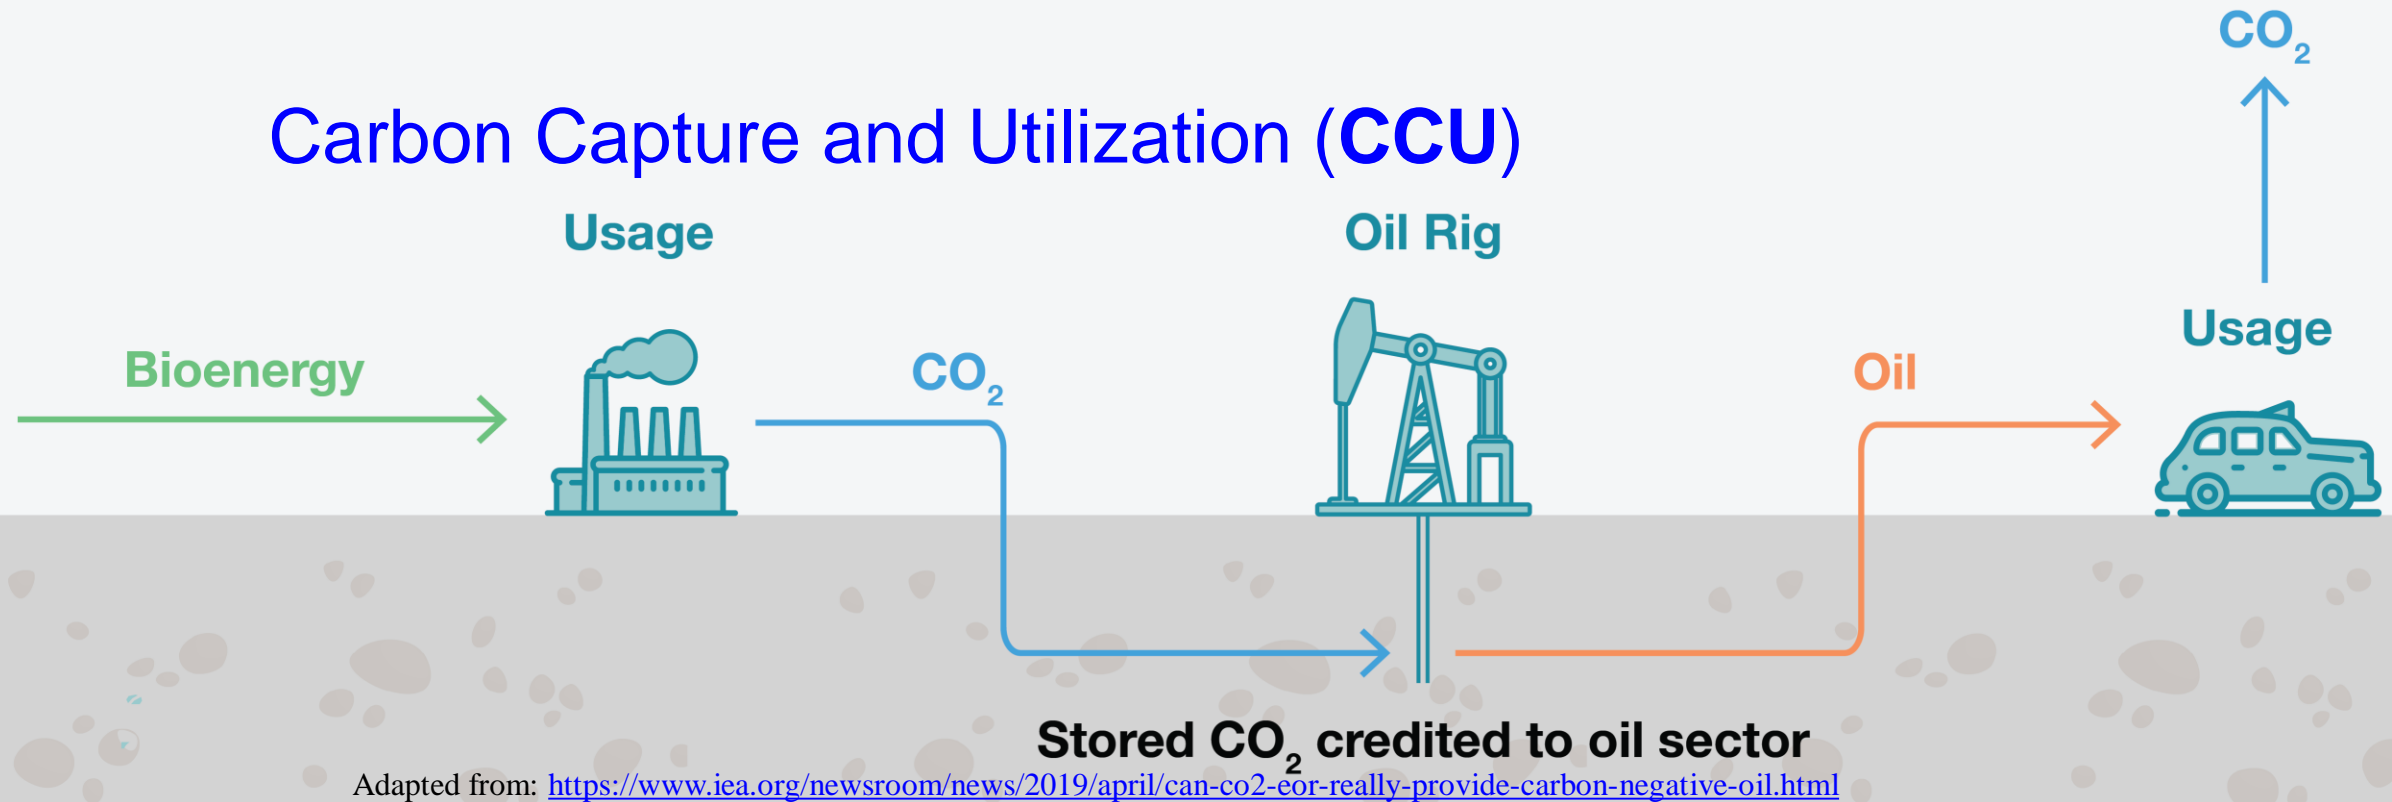 CO₂
Carbon Capture and Utilization (CCU)
Usage
Oil Rig
Usage
Bioenergy
CO₂
Oil
Stored CO₂ credited to oil sector
Adapted from: https://www.iea.org/newsroom/news/2019/april/can-co2-eor-really-provide-carbon-negative-oil.html